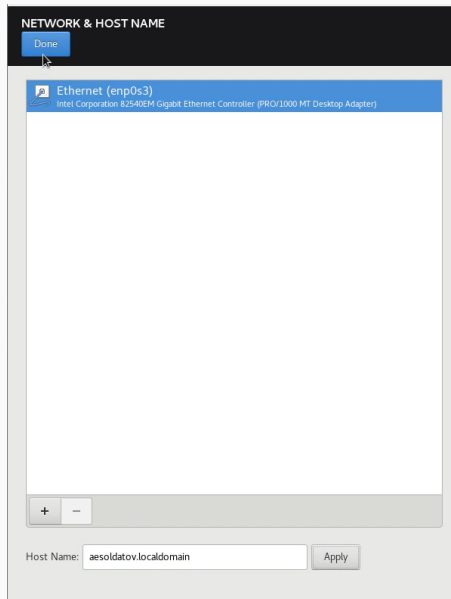 NETWORK & HOST NAME
Done
Ethernet (enp0s3)
Intel Corporation 82540EM Gigabit Ethernet Controller (PRO/1000 MT Desktop Adapter)
+ −
Host Name: aesoldatov.localdomain Apply